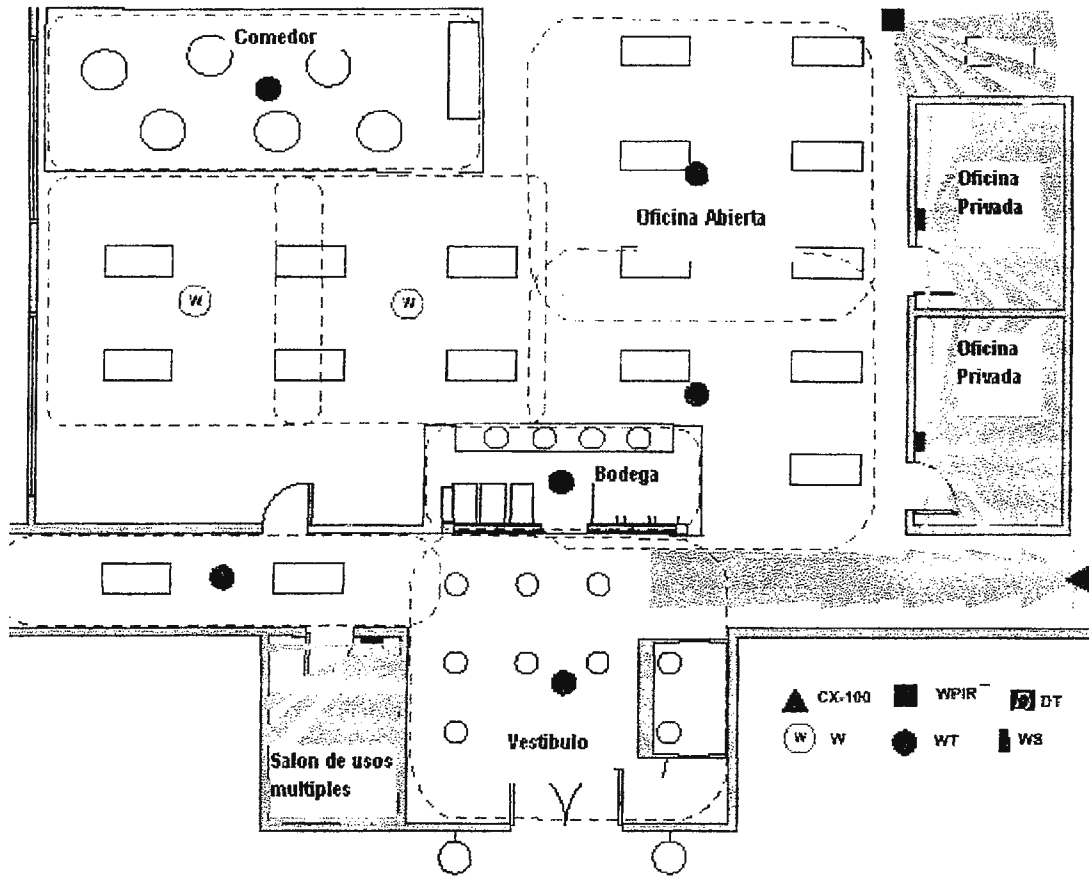 Comedor
Oficina Abierta
Oficina
Privada
Oficina
Privada
W
W
Bodega
Salon de usos
multiples
Vestibulo
CX-100
WPIR
DT
W
W
WT
WS